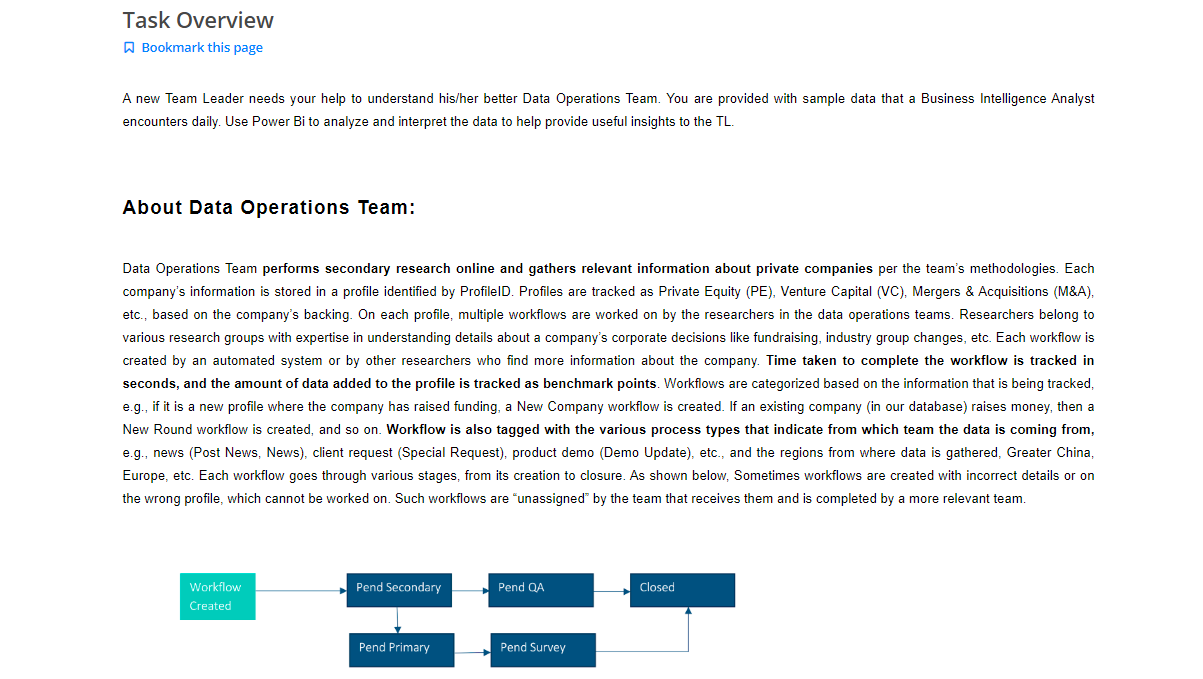 Task Overview
Bookmark this page
A new Team Leader needs your help to understand his/her better Data Operations Team. You are provided with sample data that a Business Intelligence Analyst
encounters daily. Use Power Bi to analyze and interpret the data to help provide useful insights to the TL.
About Data Operations Team:
Data Operations Team performs secondary research online and gathers relevant information about private companies per the team's methodologies. Each
company's information is stored in a profile identified by ProfileID. Profiles are tracked as Private Equity (PE), Venture Capital (VC), Mergers & Acquisitions (M&A),
etc., based on the company's backing. On each profile, multiple workflows are worked on by the researchers in the data operations teams. Researchers belong to
various research groups with expertise in understanding details about a company's corporate decisions like fundraising, industry group changes, etc. Each workflow is
created by an automated system or by other researchers who find more information about the company. Time taken to complete the workflow is tracked in
seconds, and the amount of data added to the profile is tracked as benchmark points. Workflows are categorized based on the information that is being tracked,
e.g., if it is a new profile where the company has raised funding, a New Company workflow is created. If an existing company (in our database) raises money, then a
New Round workflow is created, and so on. Workflow is also tagged with the various process types that indicate from which team the data is coming from,
e.g., news (Post News, News), client request (Special Request), product demo (Demo Update), etc., and the regions from where data is gathered, Greater China,
Europe, etc. Each workflow goes through various stages, from its creation to closure. As shown below, Sometimes workflows are created with incorrect details or on
the wrong profile, which cannot be worked on. Such workflows are “unassigned” by the team that receives them and is completed by a more relevant team.
Workflow
Created
Pend Secondary
Pend QA
Closed
Pend Primary
Pend Survey